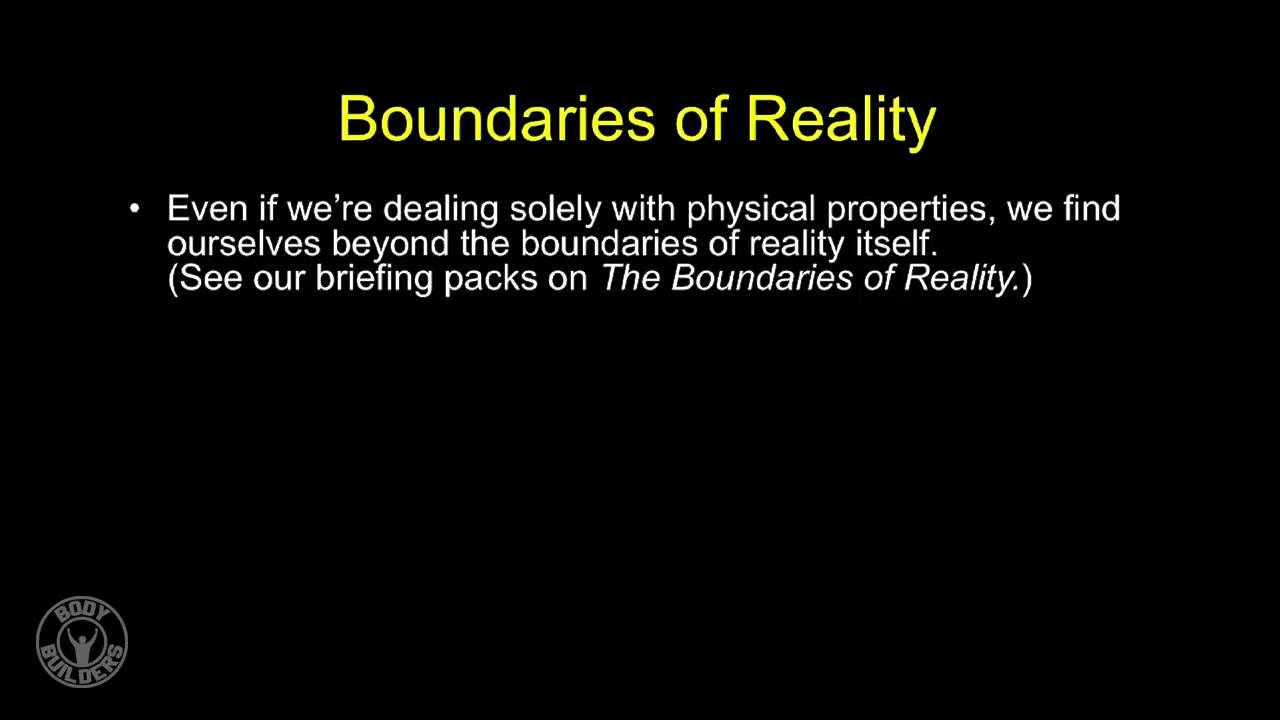 Boundaries of Reality
• Even if we're dealing solely with physical properties, we find
ourselves beyond the boundaries of reality itself.
(See our briefing packs on The Boundaries of Reality.)
BODY
BUILDERS